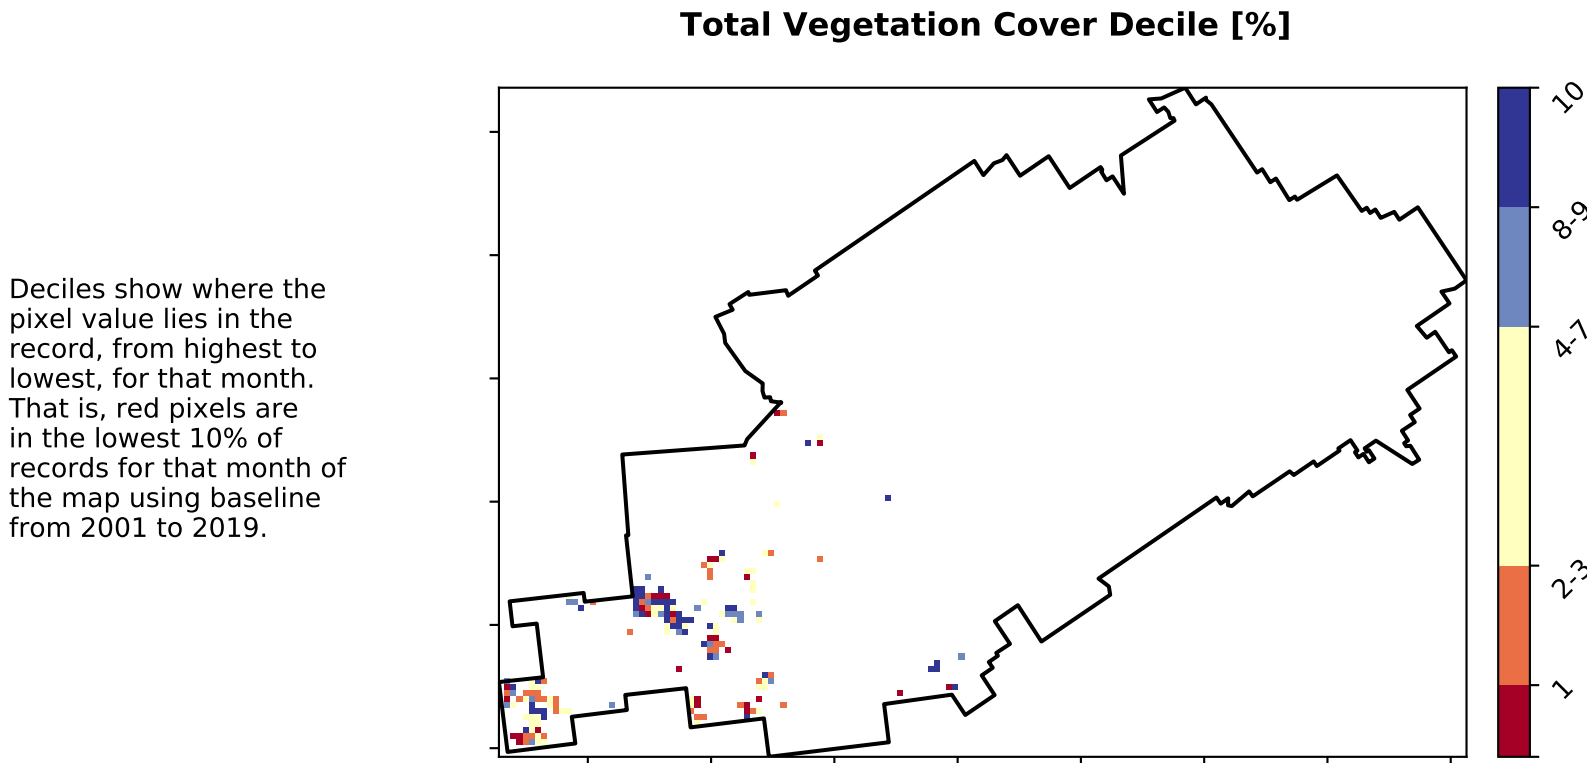 Total Vegetation Cover Decile [%]
Deciles show where the
pixel value lies in the
record, from highest to
lowest, for that month.
That is, red pixels are
in the lowest 10% of
records for that month of
the map using baseline
from 2001 to 2019.
10
8-9
4-7
2-3
1